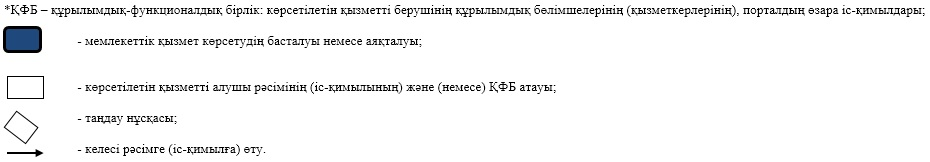 *ҚФБ – құрылымдық-функционалдық бірлік: көрсетілетін қызметті берушінің құрылымдық бөлімшелерінің (қызметкерлерінің), порталдың өзара іс-қимылдары;
- мемлекеттік қызмет көрсетудің басталуы немесе аяқталуы;
- көрсетілетін қызметті алушы рәсімінің (іс-қимылының) және (немесе) ҚФБ атауы;
- таңдау нұсқасы;
- келесі рәсімге (іс-қимылға) өту.